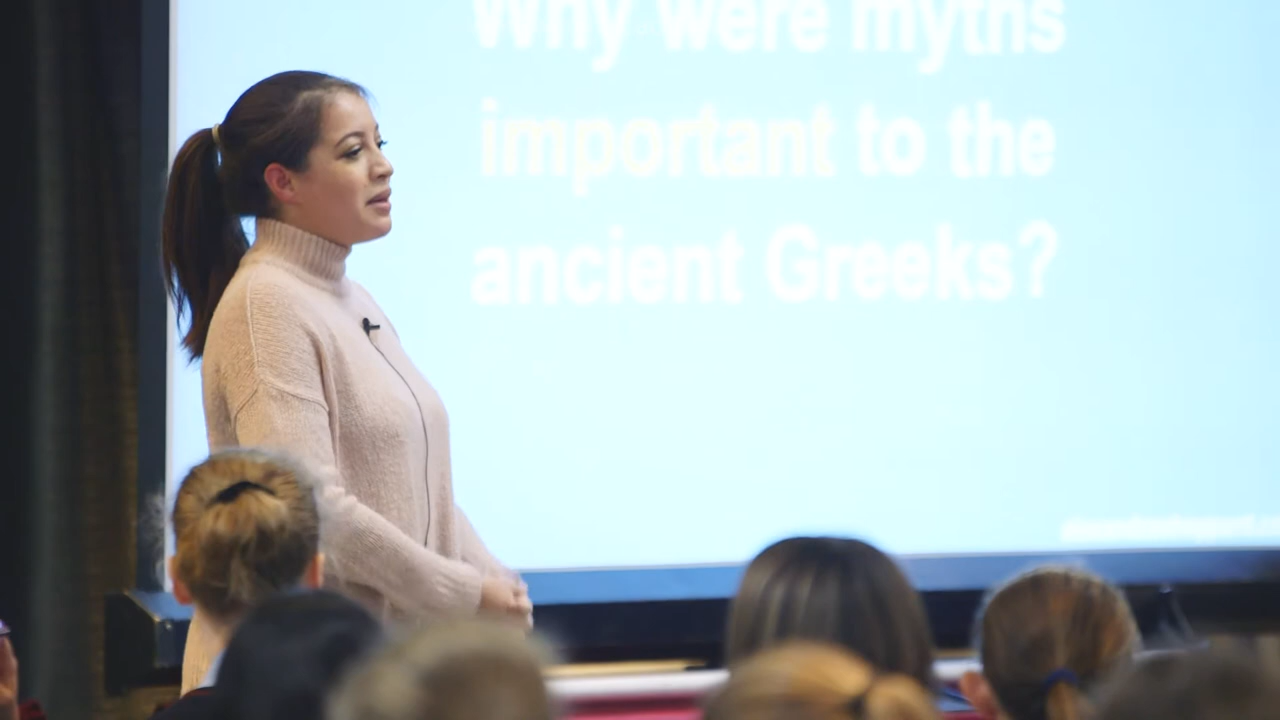 Why were myths
important to the
ancient Greeks?